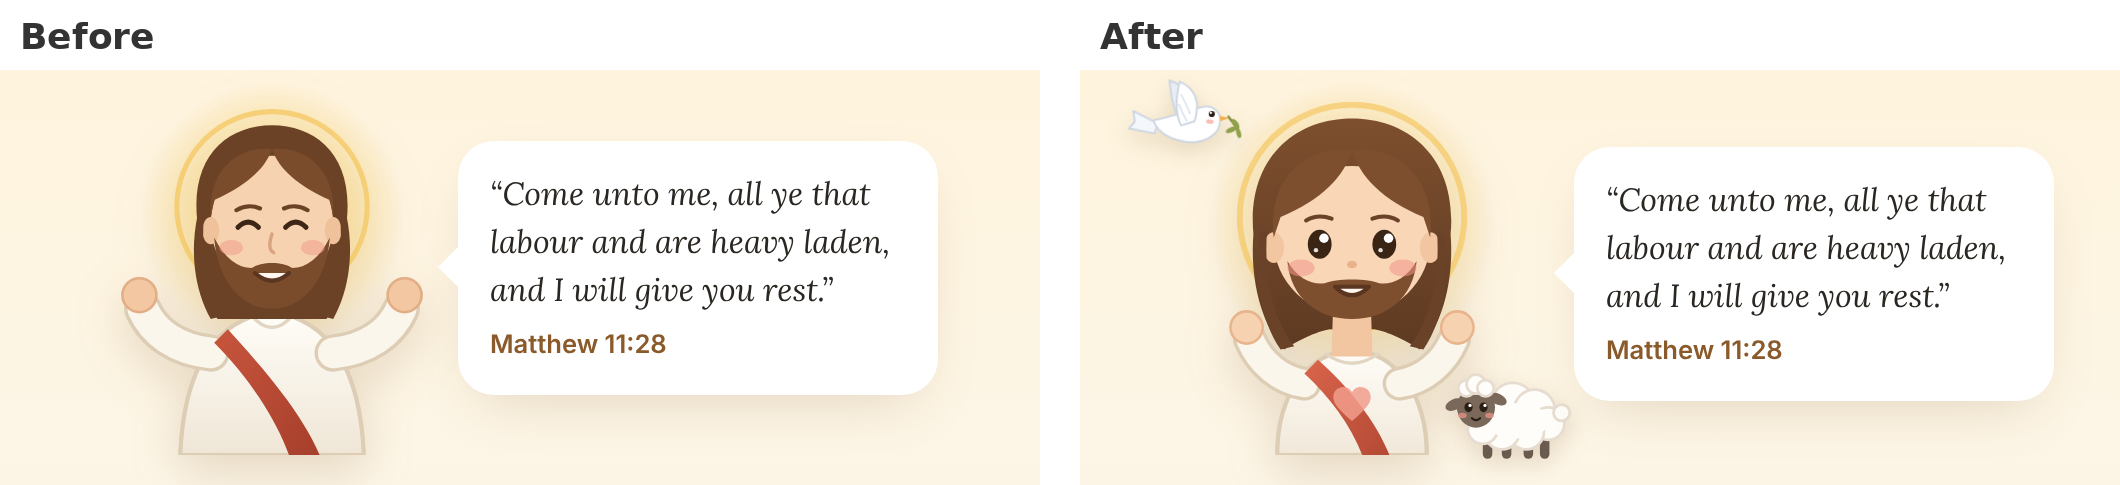 Before
After
“Come unto me, all ye that
labour and are heavy laden,
and I will give you rest.”
Matthew 11:28
“Come unto me, all ye that
labour and are heavy laden,
and I will give you rest.”
Matthew 11:28